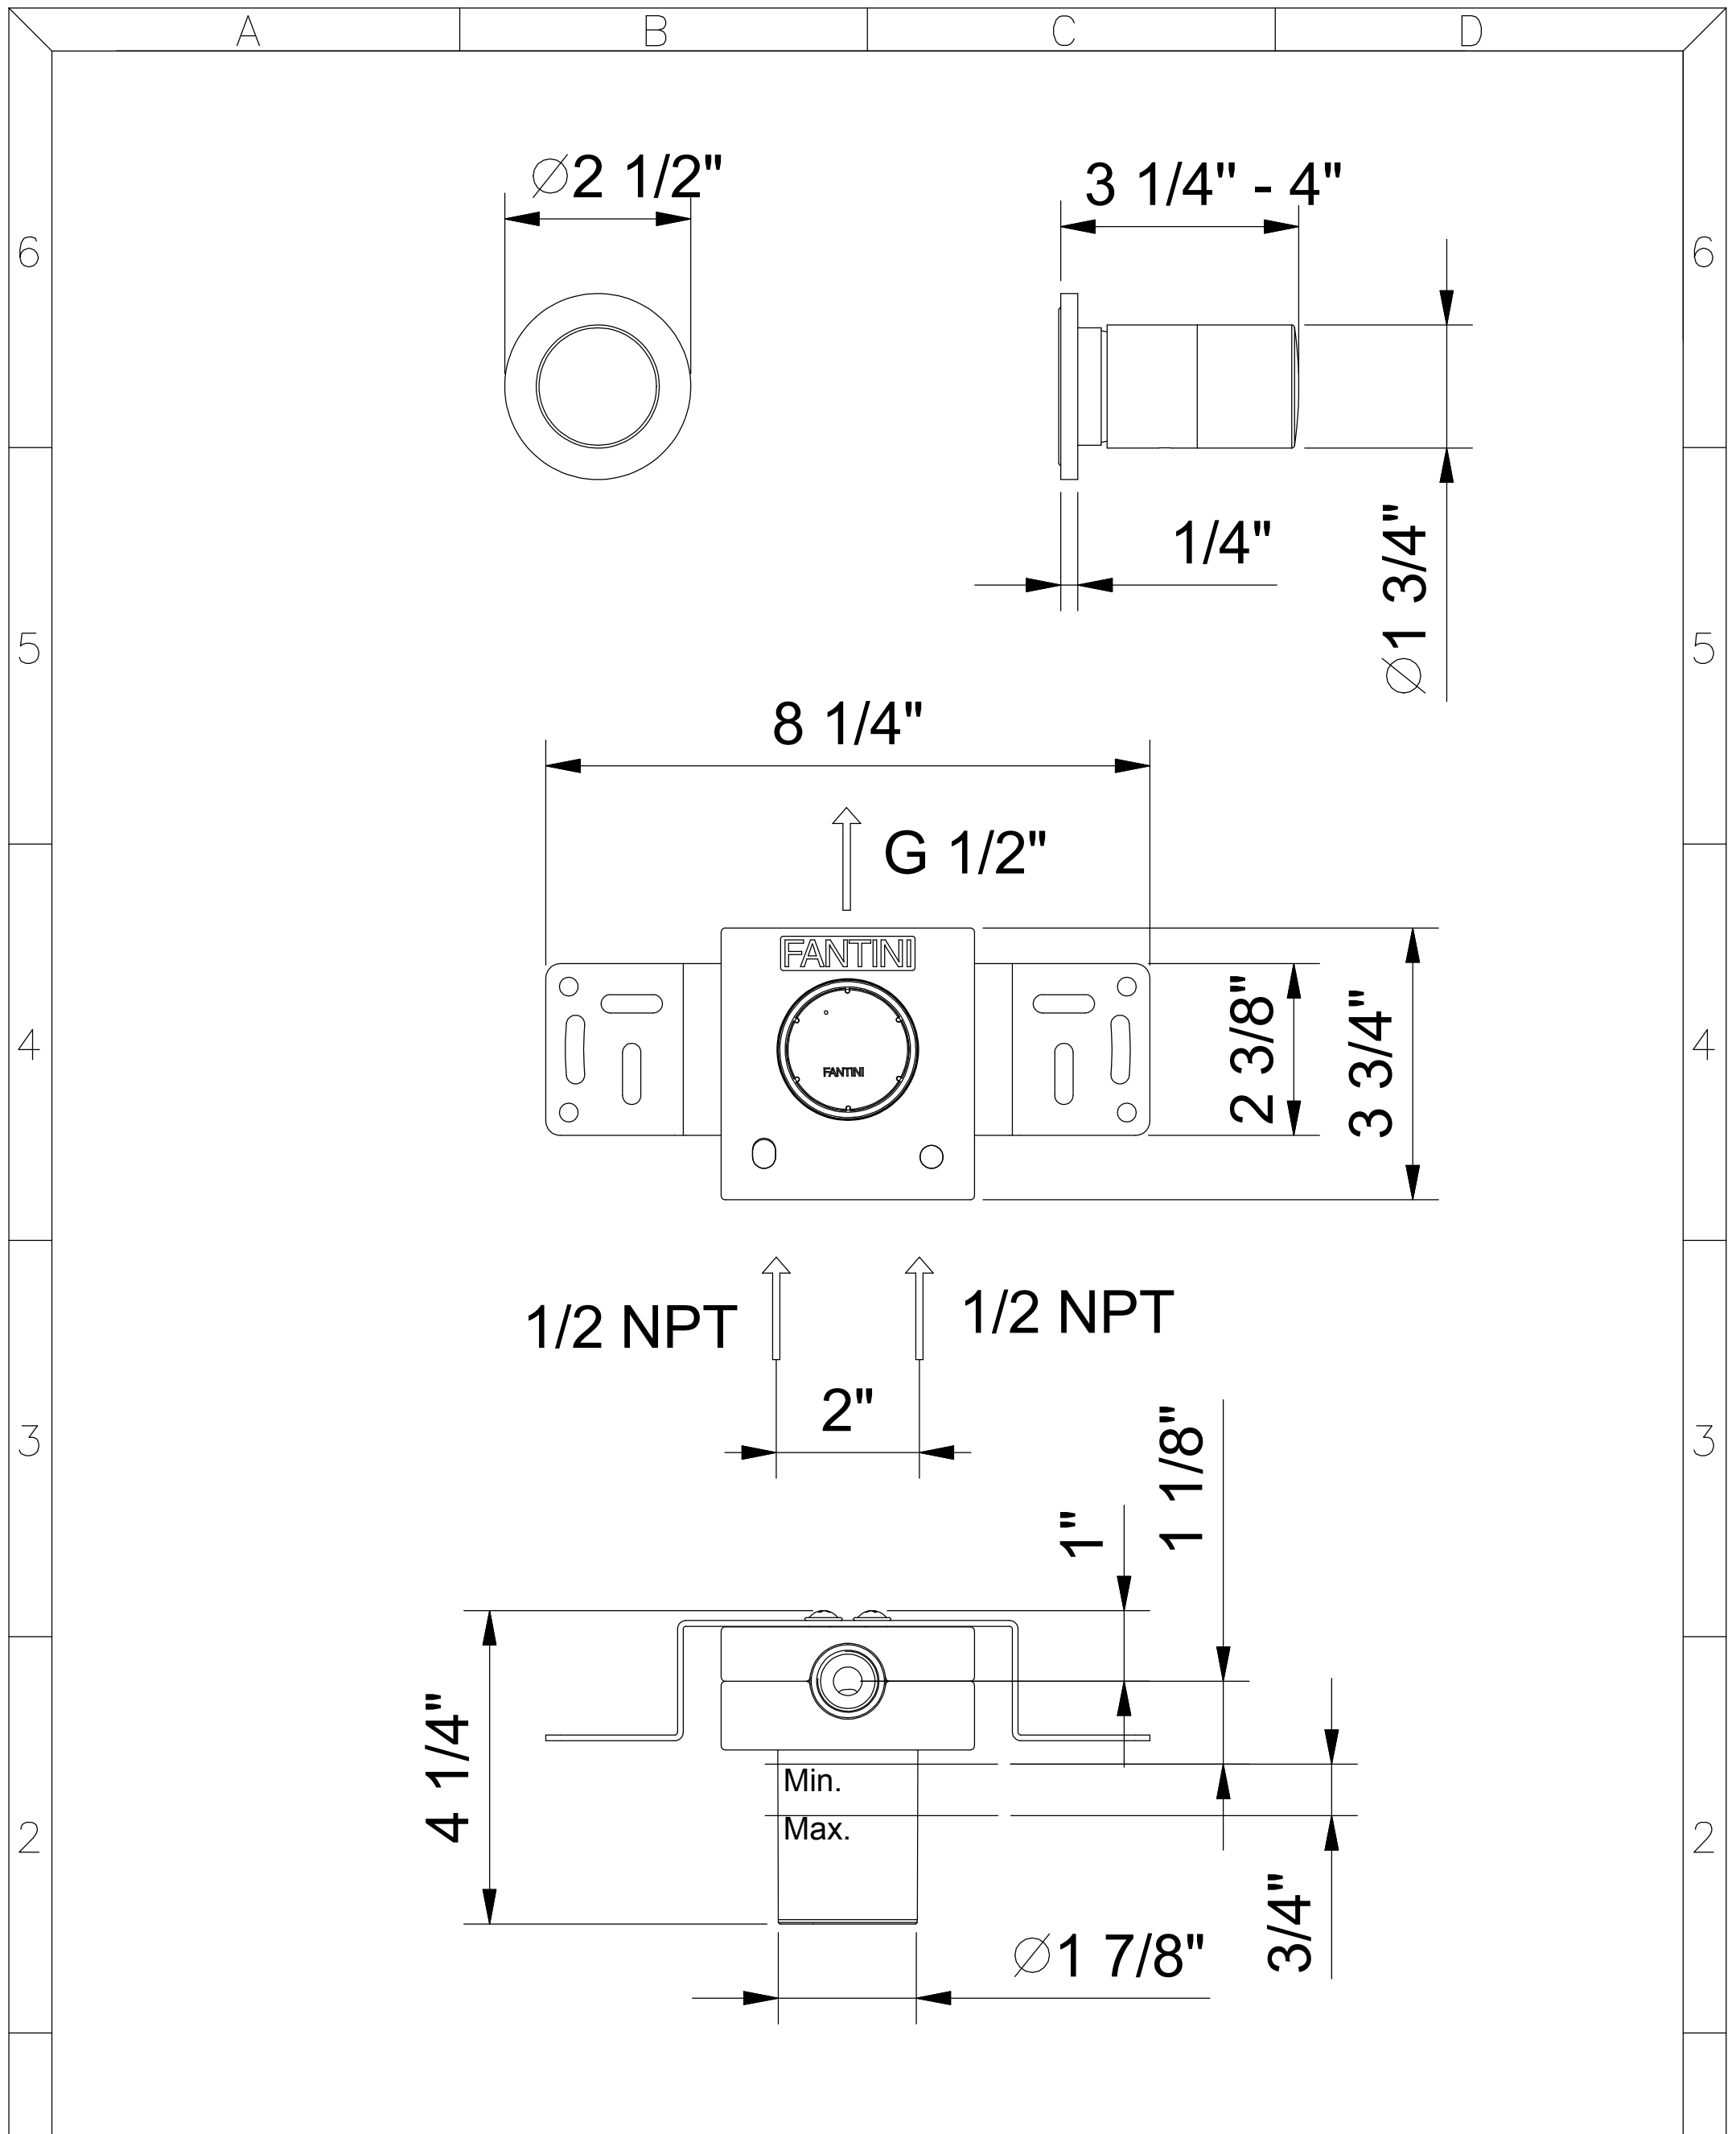 A B C D
⌀2 1/2"
3 1/4" - 4"
6 6
1/4"
⌀1 3/4"
5 5
8 1/4"
G 1/2"
FANTINI
FANTINI
2 3/8"
3 3/4"
4 4
1/2 NPT
1/2 NPT
2"
3 3
1"
1 1/8"
4 1/4"
Min.
Max.
2 2
3/4"
⌀1 7/8"